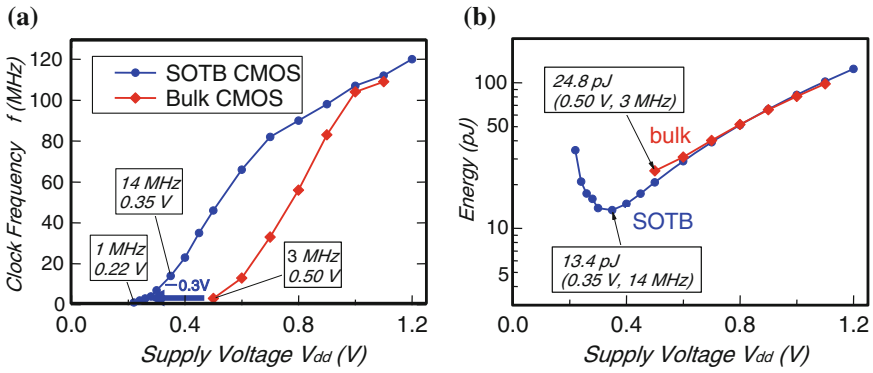 (a)
120
100
80
60
40
20
0
Clock Frequency f (MHz)
SOTB CMOS
Bulk CMOS
14 MHz
0.35 V
1 MHz
0.22 V
−0.3V
3 MHz
0.50 V
0.0
0.4
0.8
1.2
Supply Voltage Vdd (V)
(b)
100
50
10
5
Energy (pJ)
24.8 pJ
(0.50 V, 3 MHz)
bulk
SOTB
13.4 pJ
(0.35 V, 14 MHz)
0.0
0.4
0.8
1.2
Supply Voltage Vdd (V)